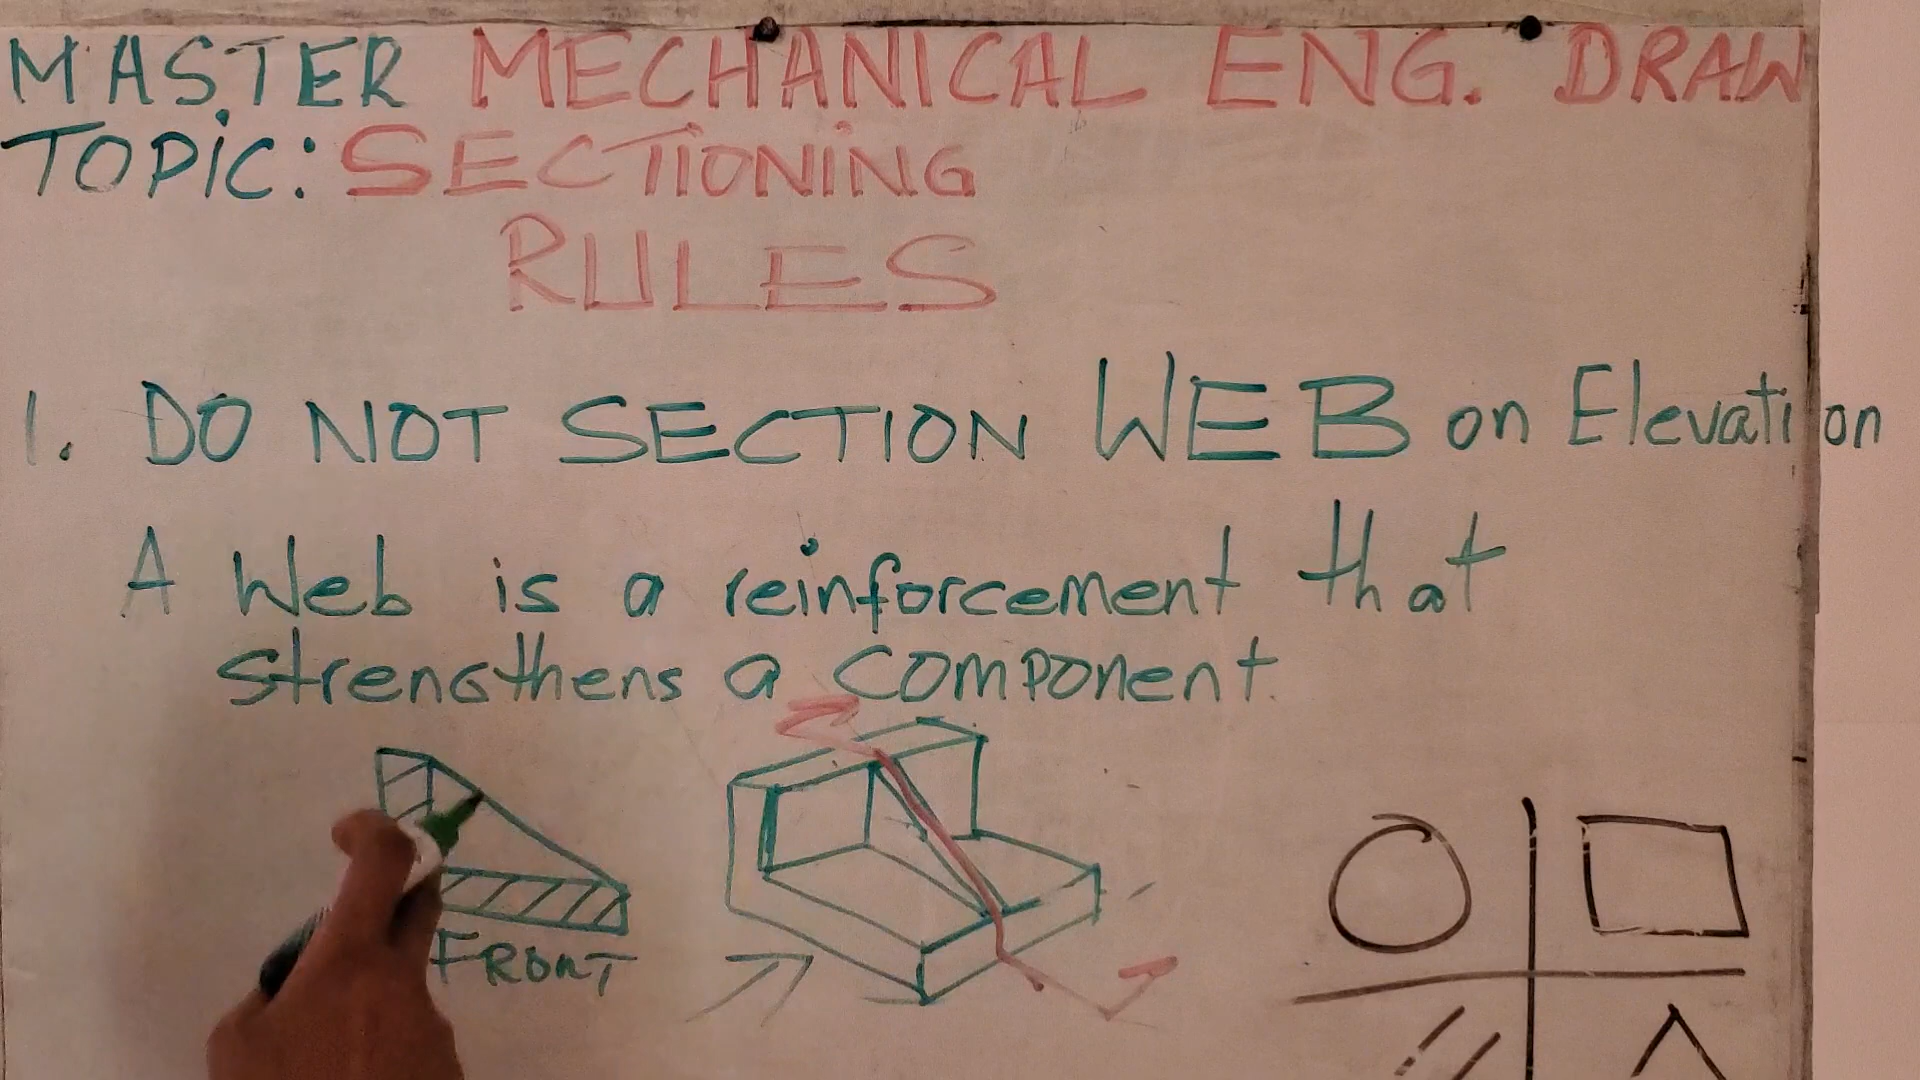 MASTER MECHANICAL ENG. DRAW
TOPIC: SECTIONING
RULES
1. DO NOT SECTION WEB on Elevation
A Web is a reinforcement that
strengthens a component.
FRONT